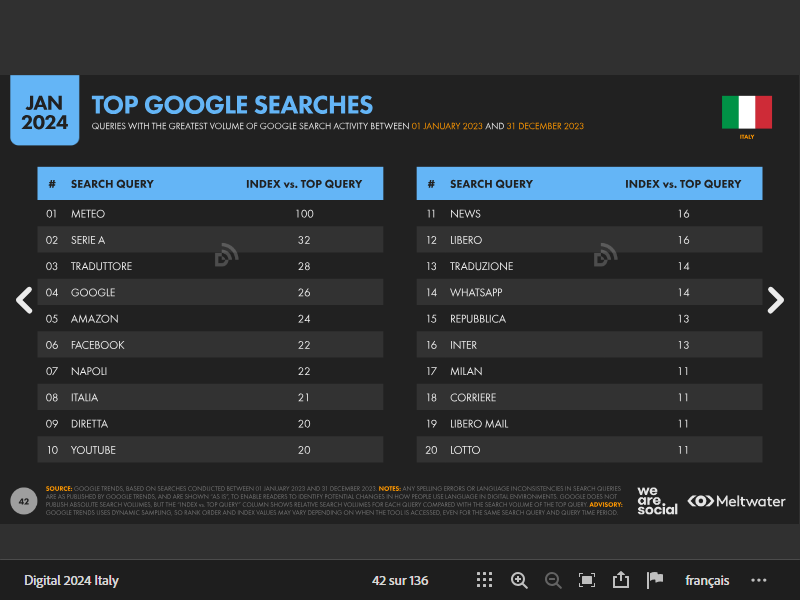 JAN
2024
TOP GOOGLE SEARCHES
QUERIES WITH THE GREATEST VOLUME OF GOOGLE SEARCH ACTIVITY BETWEEN 01 JANUARY 2023 AND 31 DECEMBER 2023
ITALY
# SEARCH QUERY INDEX vs. TOP QUERY
01 METEO 100
02 SERIE A 32
03 TRADUTTORE 28
04 GOOGLE 26
05 AMAZON 24
06 FACEBOOK 22
07 NAPOLI 22
08 ITALIA 21
09 DIRETTA 20
10 YOUTUBE 20
# SEARCH QUERY INDEX vs. TOP QUERY
11 NEWS 16
12 LIBERO 16
13 TRADUZIONE 14
14 WHATSAPP 14
15 REPUBBLICA 13
16 INTER 13
17 MILAN 11
18 CORRIERE 11
19 LIBERO MAIL 11
20 LOTTO 11
42
SOURCE: GOOGLE TRENDS, BASED ON SEARCHES CONDUCTED BETWEEN 01 JANUARY 2023 AND 31 DECEMBER 2023. NOTES: ANY SPELLING ERRORS OR LANGUAGE INCONSISTENCIES IN SEARCH QUERIES
ARE AS PUBLISHED BY GOOGLE TRENDS, AND ARE SHOWN "AS IS", TO ENABLE READERS TO IDENTIFY POTENTIAL CHANGES IN HOW PEOPLE USE LANGUAGE IN DIGITAL ENVIRONMENTS. GOOGLE DOES NOT
PUBLISH ABSOLUTE SEARCH VOLUMES, BUT THE "INDEX vs. TOP QUERY" COLUMN SHOWS RELATIVE SEARCH VOLUMES FOR EACH QUERY COMPARED WITH THE SEARCH VOLUME OF THE TOP QUERY. ADVISORY:
GOOGLE TRENDS USES DYNAMIC SAMPLING, SO RANK ORDER AND INDEX VALUES MAY VARY DEPENDING ON WHEN THE TOOL IS ACCESSED, EVEN FOR THE SAME SEARCH QUERY AND QUERY TIME PERIOD.
we
are.
social
Meltwater
Digital 2024 Italy
42 sur 136
français